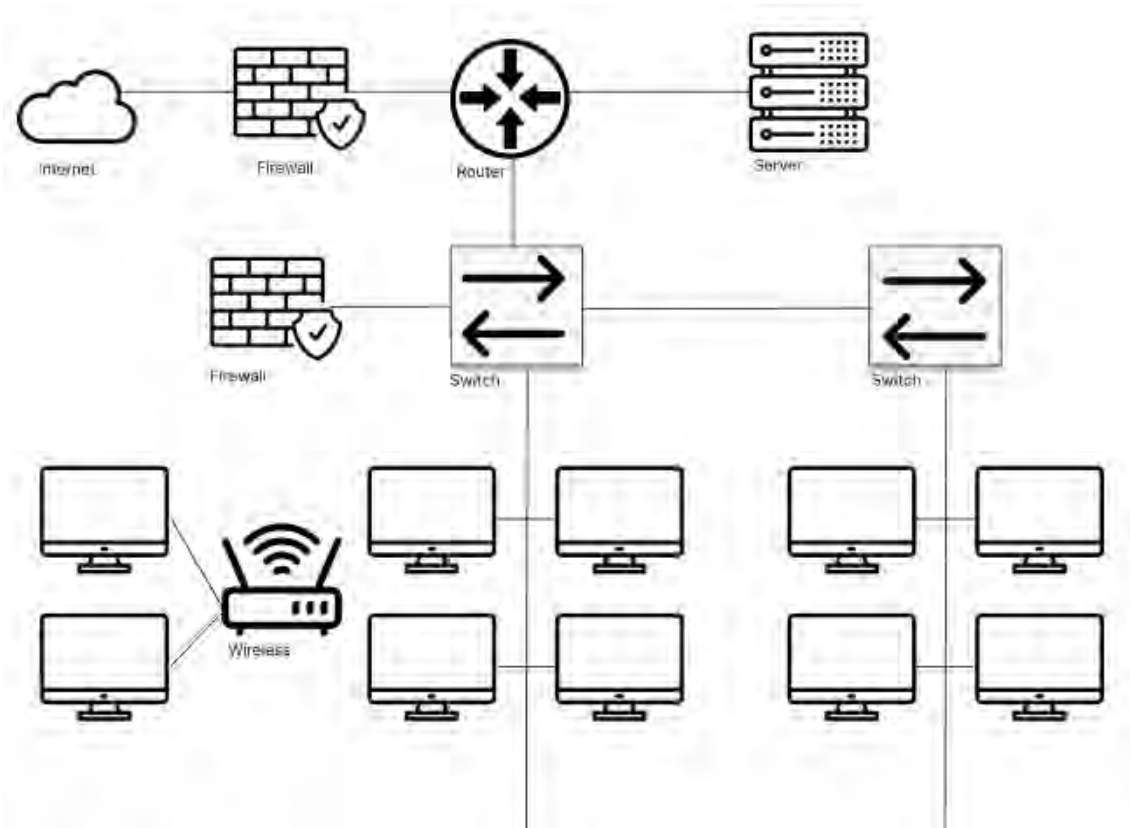 Internet
Firewall
Router
Server
Firewall
Switch
Switch
Wireless